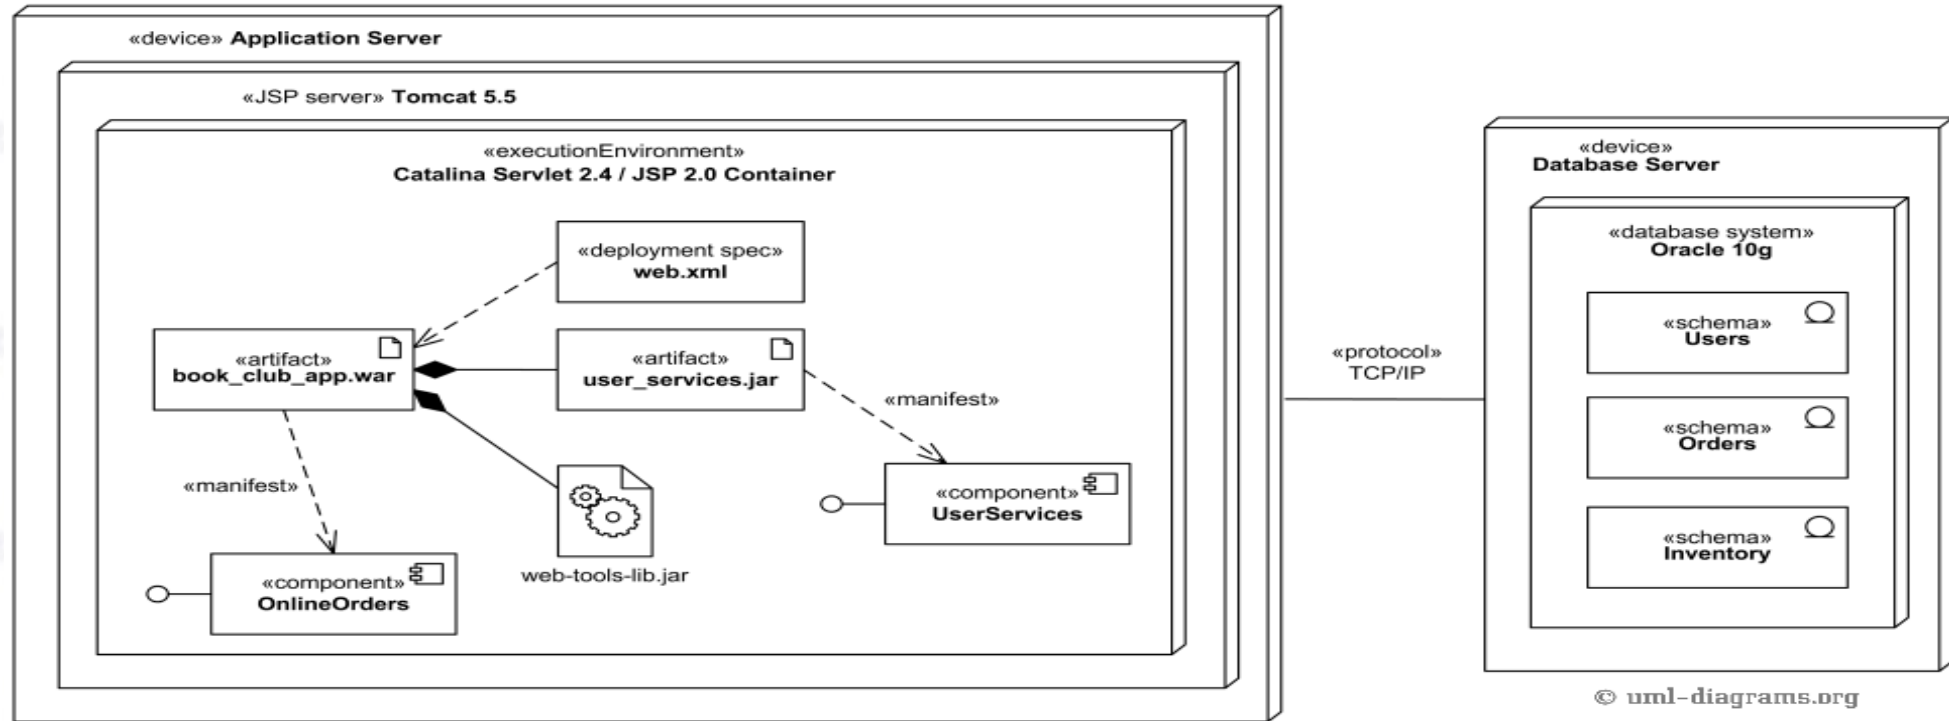 «device» Application Server
«JSP server» Tomcat 5.5
«executionEnvironment»
Catalina Servlet 2.4 / JSP 2.0 Container
«deployment spec»
web.xml
«artifact»
book_club_app.war
«artifact»
user_services.jar
«manifest»
«manifest»
«component»
UserServices
web-tools-lib.jar
«component»
OnlineOrders
«protocol»
TCP/IP
«device»
Database Server
«database system»
Oracle 10g
«schema»
Users
«schema»
Orders
«schema»
Inventory
© uml-diagrams.org